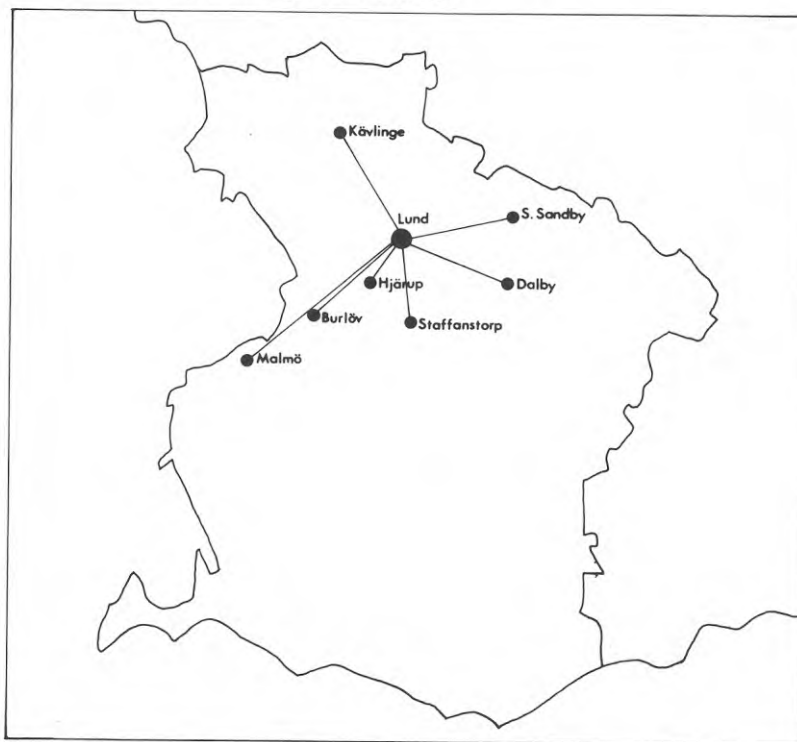 Kävlinge
Lund
S. Sandby
Hjärup
Dalby
Burlöv
Staffanstorp
Malmö